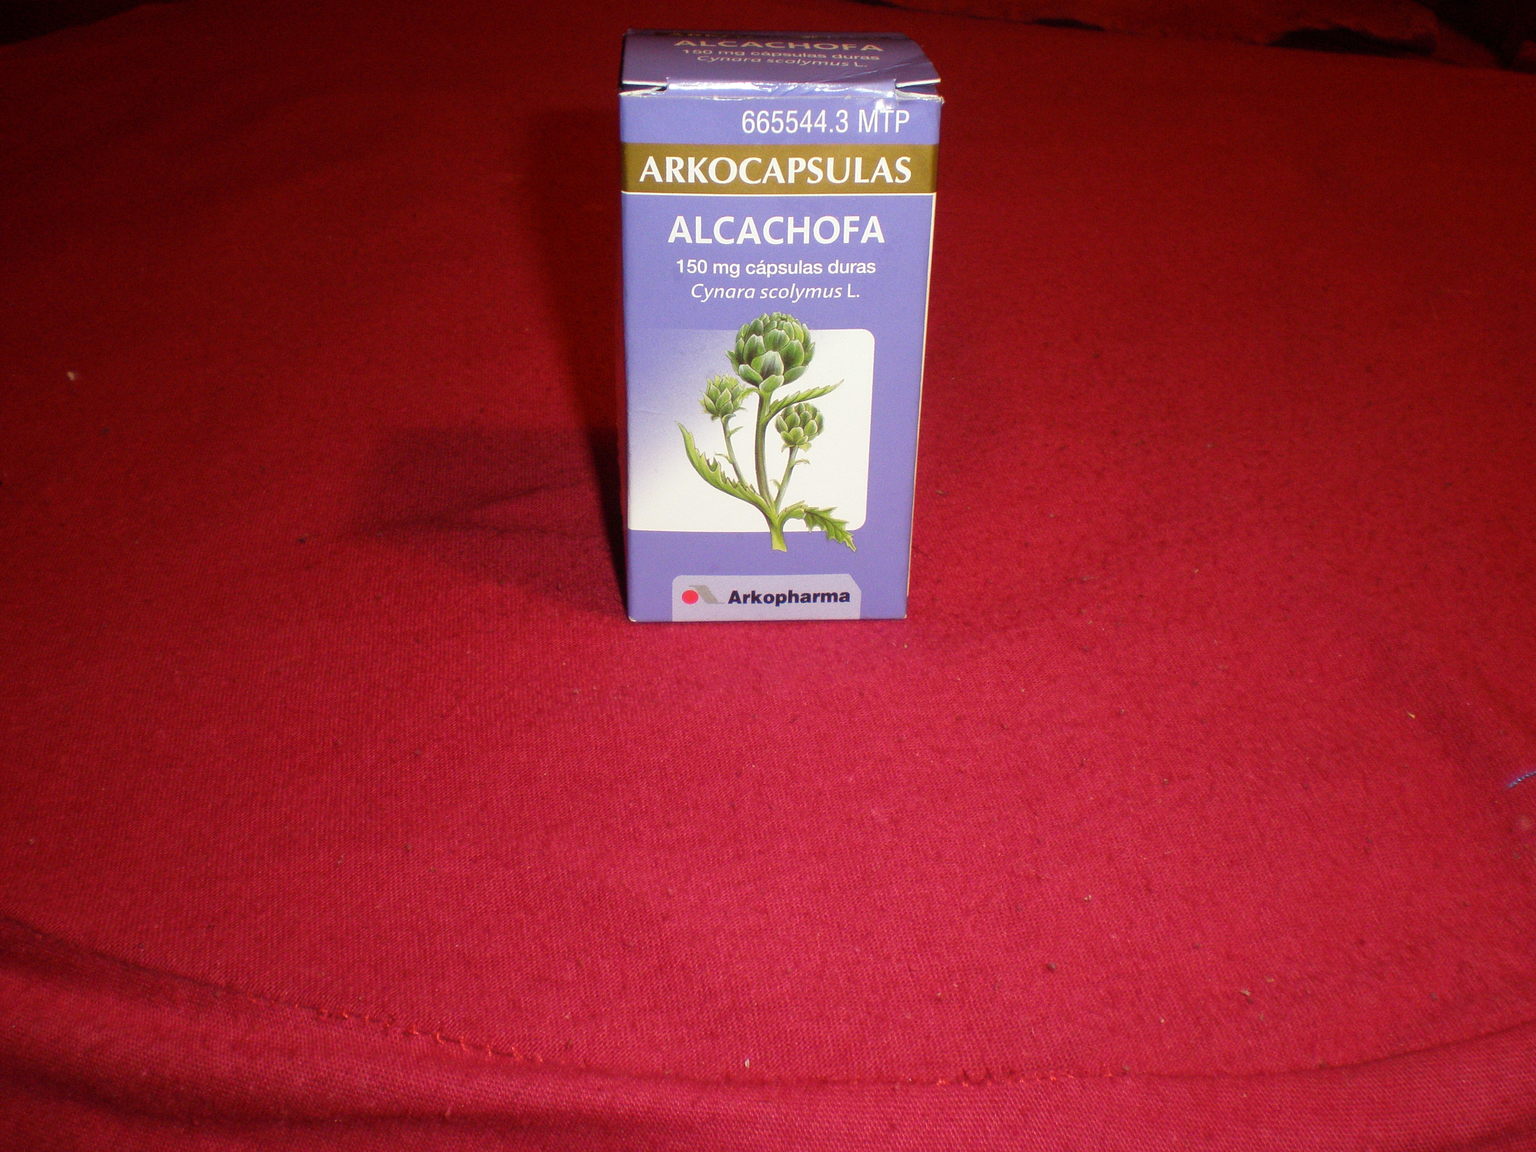 ALCACHOFA
150 mg cápsulas duras
Cynara scolymus L.
665544.3 MTP
ARKOCAPSULAS
ALCACHOFA
150 mg cápsulas duras
Cynara scolymus L.
Arkopharma